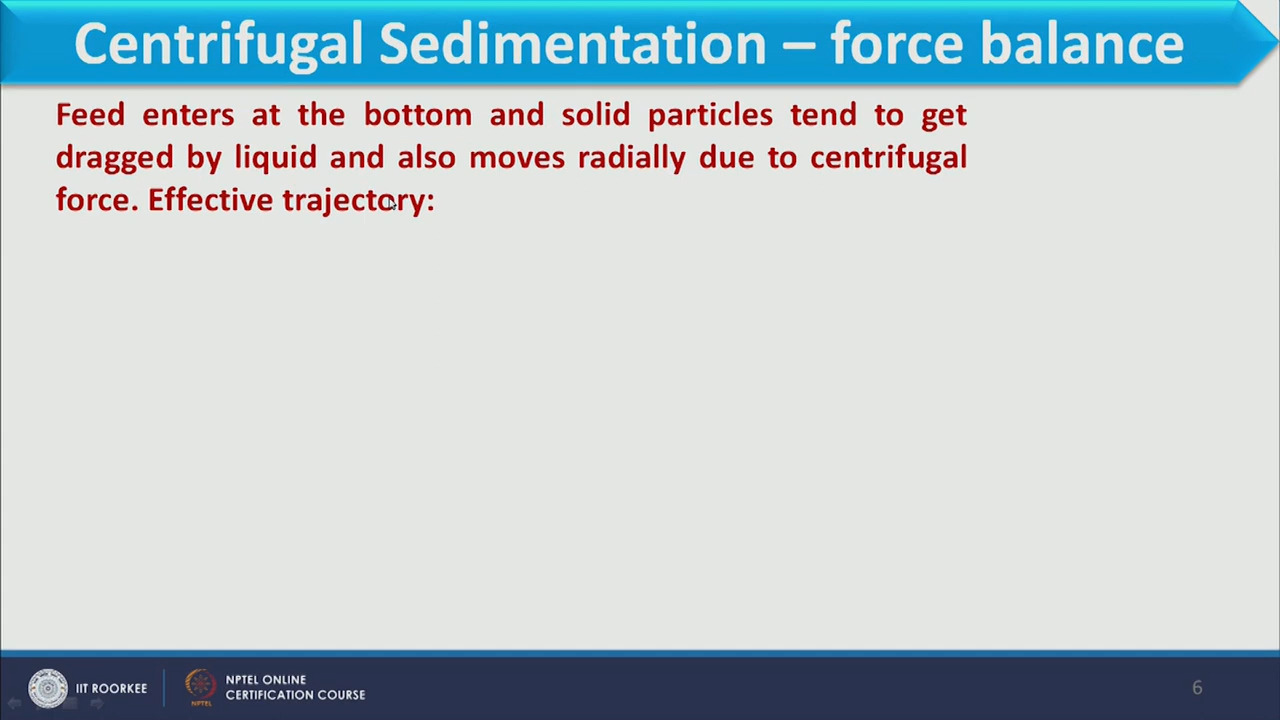 Centrifugal Sedimentation – force balance
Feed enters at the bottom and solid particles tend to get
dragged by liquid and also moves radially due to centrifugal
force. Effective trajectory:
IIT ROORKEE
NPTEL ONLINE
CERTIFICATION COURSE
NPTEL
6